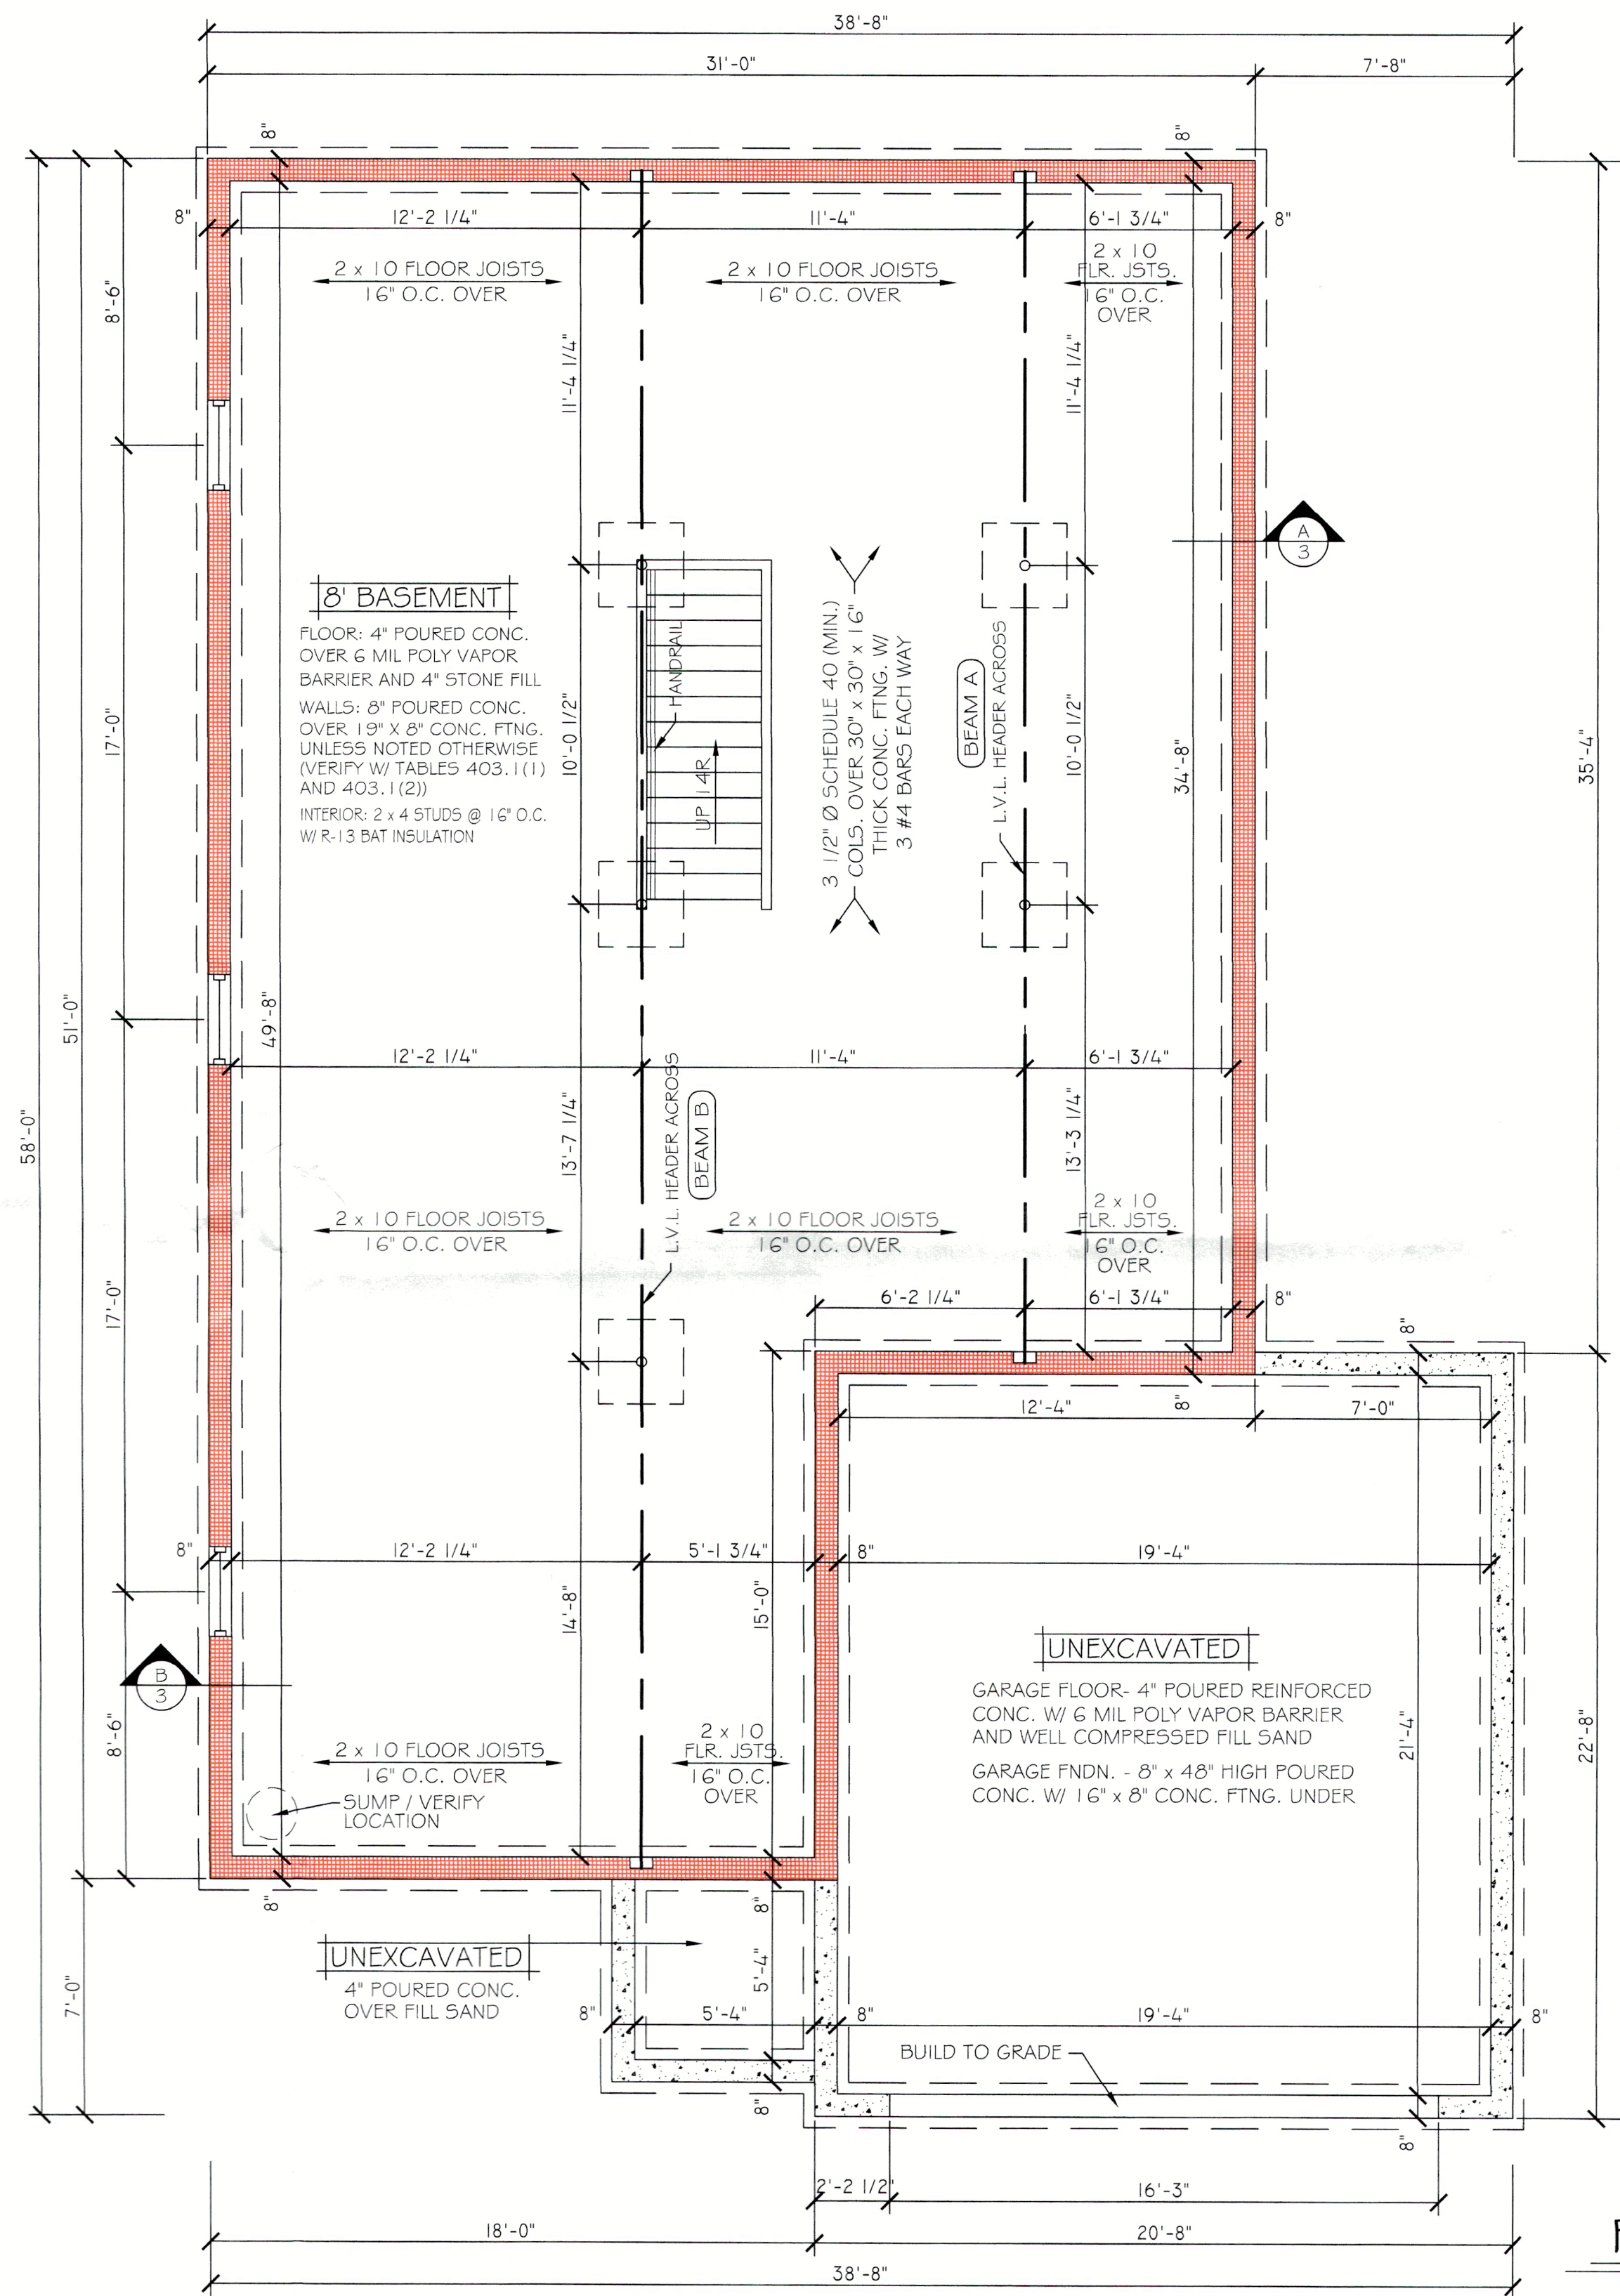 38'-8"
31'-0"
7'-8"
8"
8"
8"
12'-2 1/4"
11'-4"
6'-1 3/4"
8"
2 x 10 FLOOR JOISTS
16" O.C. OVER
2 x 10 FLOOR JOISTS
16" O.C. OVER
2 x 10
FLR. JSTS.
16" O.C.
OVER
8'-6"
11'-4 1/4"
11'-4 1/4"
A
3
8' BASEMENT
FLOOR: 4" POURED CONC.
OVER 6 MIL POLY VAPOR
BARRIER AND 4" STONE FILL
WALLS: 8" POURED CONC.
OVER 19" X 8" CONC. FTNG.
UNLESS NOTED OTHERWISE
(VERIFY W/ TABLES 403.1(1)
AND 403.1(2))
INTERIOR: 2 x 4 STUDS @ 16" O.C.
W/ R-13 BAT INSULATION
HANDRAIL
UP 14R
3 1/2" Ø SCHEDULE 40 (MIN.)
COLS. OVER 30" x 30" x 16"
THICK CONC. FTNG. W/
3 #4 BARS EACH WAY
BEAM A
L.V.L. HEADER ACROSS
17'-0"
10'-0 1/2"
10'-0 1/2"
34'-8"
35'-4"
58'-0"
51'-0"
49'-8"
12'-2 1/4"
11'-4"
6'-1 3/4"
L.V.L. HEADER ACROSS
BEAM B
13'-7 1/4"
13'-3 1/4"
2 x 10 FLOOR JOISTS
16" O.C. OVER
2 x 10 FLOOR JOISTS
16" O.C. OVER
2 x 10
FLR. JSTS.
16" O.C.
OVER
17'-0"
6'-2 1/4"
6'-1 3/4"
8"
8"
12'-4"
8"
7'-0"
8"
12'-2 1/4"
5'-1 3/4"
8"
19'-4"
14'-8"
15'-0"
B
3
8'-6"
UNEXCAVATED
GARAGE FLOOR- 4" POURED REINFORCED
CONC. W/ 6 MIL POLY VAPOR BARRIER
AND WELL COMPRESSED FILL SAND
GARAGE FNDN. - 8" x 48" HIGH POURED
CONC. W/ 16" x 8" CONC. FTNG. UNDER
21'-4"
22'-8"
2 x 10 FLOOR JOISTS
16" O.C. OVER
2 x 10
FLR. JSTS.
16" O.C.
OVER
SUMP / VERIFY
LOCATION
8"
8"
UNEXCAVATED
4" POURED CONC.
OVER FILL SAND
7'-0"
5'-4"
8"
5'-4"
8"
19'-4"
8"
BUILD TO GRADE
8"
8"
2'-2 1/2"
16'-3"
18'-0"
20'-8"
38'-8"